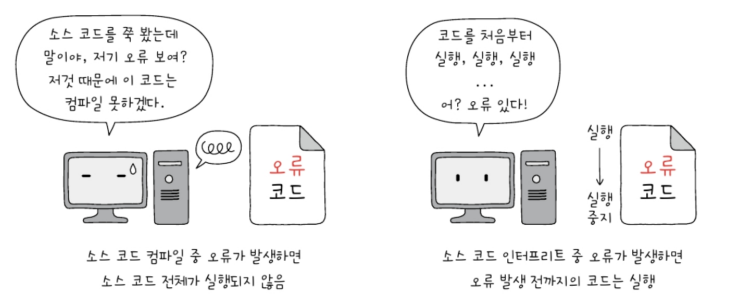 소스 코드를 쭉 봤는데
말이야, 저기 오류 보여?
저것 때문에 이 코드는
컴파일 못하겠다.
오류
코드
소스 코드 컴파일 중 오류가 발생하면
소스 코드 전체가 실행되지 않음
코드를 처음부터
실행, 실행, 실행
...
어? 오류 있다!
실행
실행
중지
오류
코드
소스 코드 인터프리트 중 오류가 발생하면
오류 발생 전까지의 코드는 실행